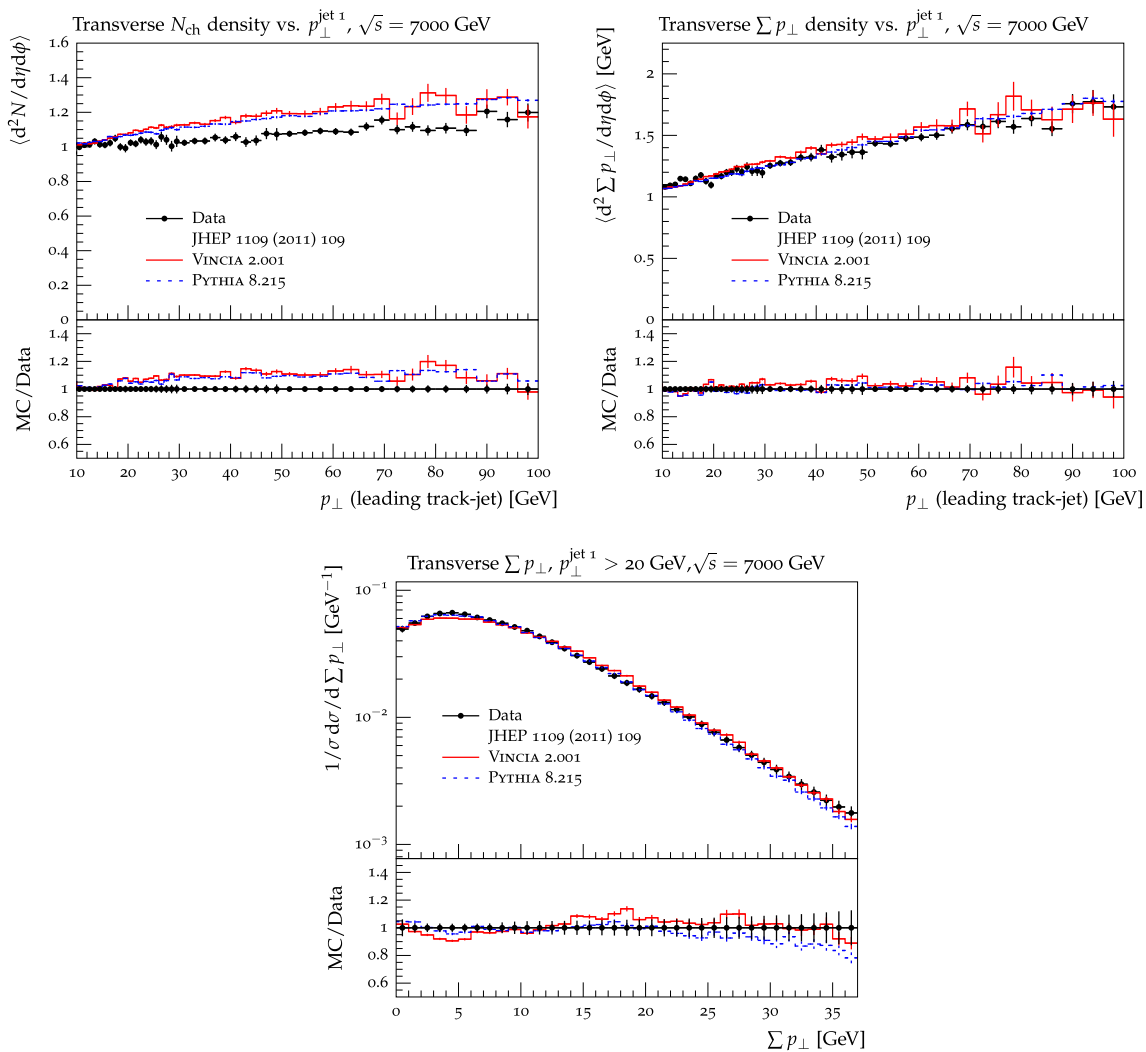 Transverse N_ch density vs. p_⊥^{jet 1}, √s = 7000 GeV
⟨d²N/dηdϕ⟩
1.6
1.4
1.2
1.0
0.8
0.6
0.4
0.2
0
Data
JHEP 1109 (2011) 109
VINCIA 2.001
PYTHIA 8.215
MC/Data
1.4
1.2
1
0.8
0.6
10 20 30 40 50 60 70 80 90 100
p_⊥ (leading track-jet) [GeV]
Transverse ∑ p_⊥ density vs. p_⊥^{jet 1}, √s = 7000 GeV
⟨d² ∑ p_⊥/dηdϕ⟩ [GeV]
2
1.5
1
0.5
0
Data
JHEP 1109 (2011) 109
VINCIA 2.001
PYTHIA 8.215
MC/Data
1.4
1.2
1
0.8
0.6
10 20 30 40 50 60 70 80 90 100
p_⊥ (leading track-jet) [GeV]
Transverse ∑ p_⊥, p_⊥^{jet 1} > 20 GeV,√s = 7000 GeV
1/σ dσ/d ∑ p_⊥ [GeV⁻¹]
10⁻¹
10⁻²
10⁻³
Data
JHEP 1109 (2011) 109
VINCIA 2.001
PYTHIA 8.215
MC/Data
1.4
1.2
1
0.8
0.6
0 5 10 15 20 25 30 35
∑ p_⊥ [GeV]